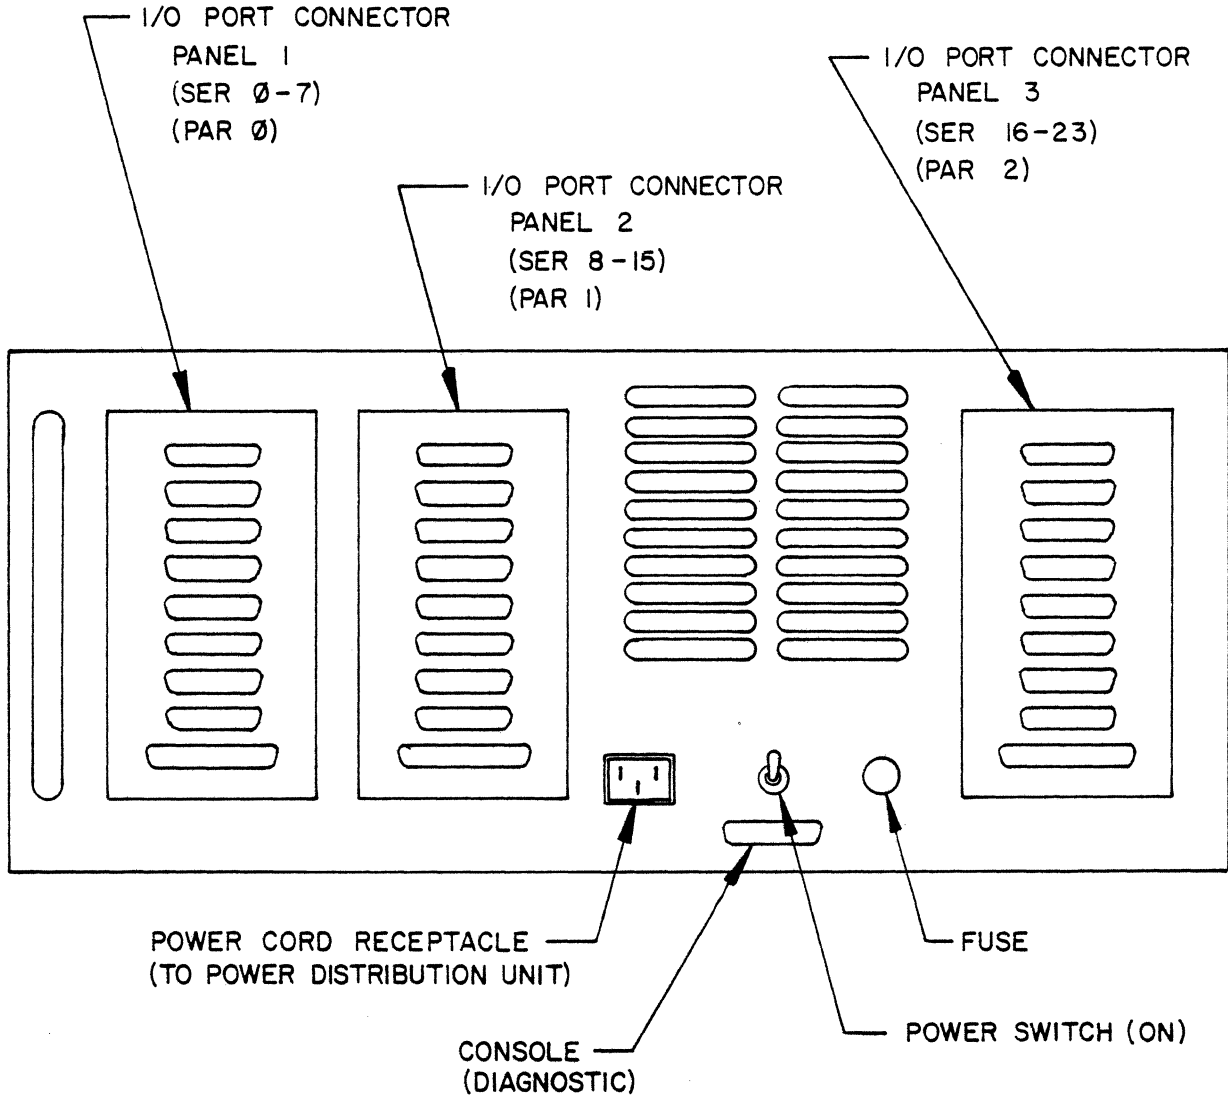 I/O PORT CONNECTOR
PANEL 1
(SER Ø-7)
(PAR Ø)
I/O PORT CONNECTOR
PANEL 3
(SER 16-23)
(PAR 2)
I/O PORT CONNECTOR
PANEL 2
(SER 8-15)
(PAR 1)
POWER CORD RECEPTACLE
(TO POWER DISTRIBUTION UNIT)
FUSE
POWER SWITCH (ON)
CONSOLE
(DIAGNOSTIC)